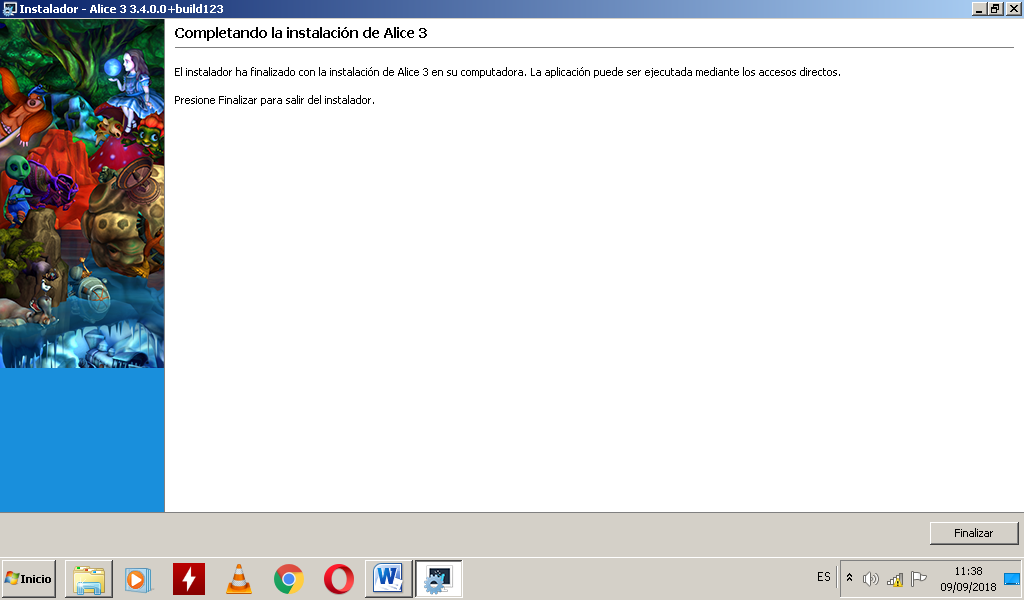 Instalador - Alice 3 3.4.0.0+build123
Completando la instalación de Alice 3
El instalador ha finalizado con la instalación de Alice 3 en su computadora. La aplicación puede ser ejecutada mediante los accesos directos.
Presione Finalizar para salir del instalador.
Finalizar
Inicio
W
ES
11:38
09/09/2018